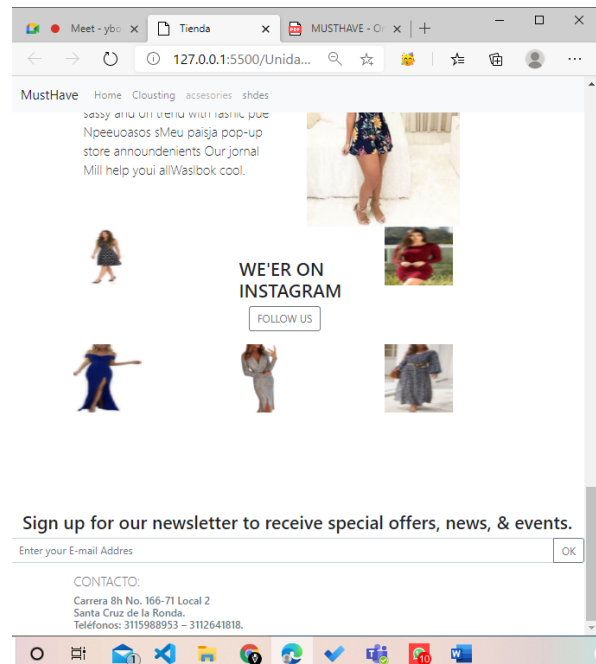 Meet - ybo
Tienda
MUSTHAVE - Or
127.0.0.1:5500/Unida...
MustHave Home Clousting acsesories shdes
sassy and on trend with fashic pue
Npeeuoasos sMeu paisja pop-up
store announdenients Our jornal
Mill help youi allWaslbok cool.
WE'ER ON
INSTAGRAM
FOLLOW US
Sign up for our newsletter to receive special offers, news, & events.
Enter your E-mail Addres OK
CONTACTO:
Carrera 8h No. 166-71 Local 2
Santa Cruz de la Ronda.
Teléfonos: 3115988953 – 3112641818.